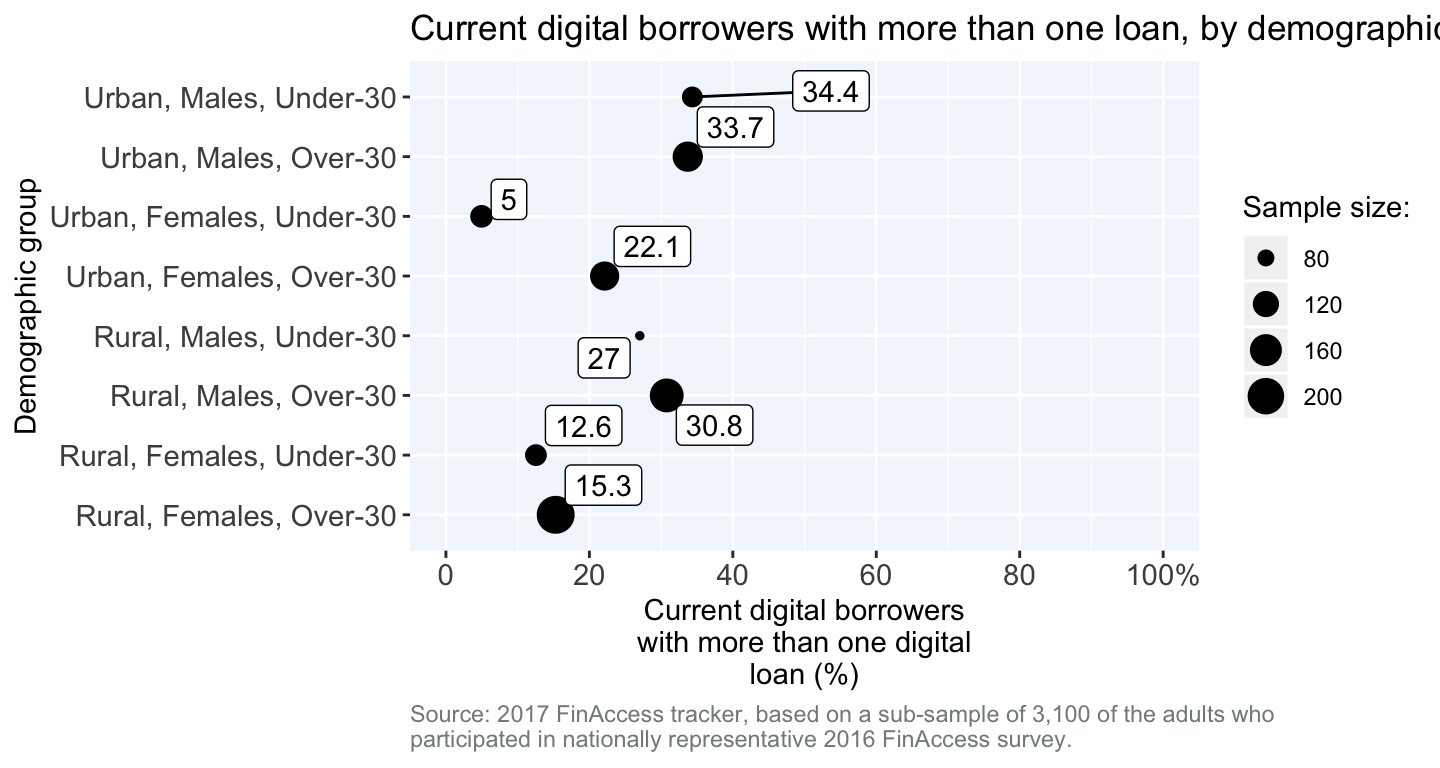 Current digital borrowers with more than one loan, by demographic
Urban, Males, Under-30
34.4
33.7
Urban, Males, Over-30
Urban, Females, Under-30
5
22.1
Urban, Females, Over-30
Rural, Males, Under-30
27
Rural, Males, Over-30
30.8
12.6
Rural, Females, Under-30
15.3
Rural, Females, Over-30
Demographic group
0 20 40 60 80 100%
Current digital borrowers
with more than one digital
loan (%)
Sample size:
80
120
160
200
Source: 2017 FinAccess tracker, based on a sub-sample of 3,100 of the adults who
participated in nationally representative 2016 FinAccess survey.